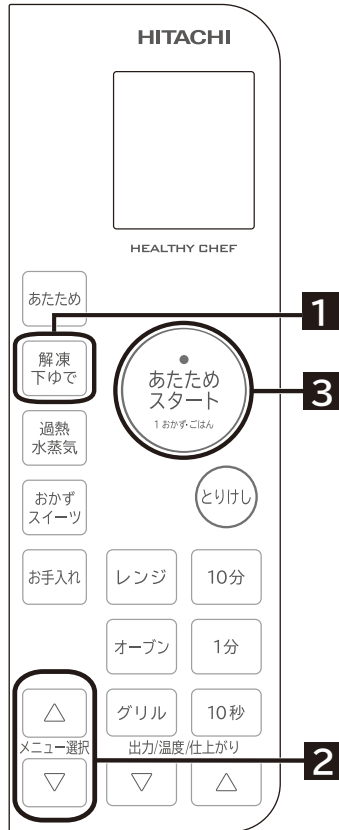 HITACHI
HEALTHY CHEF
あたため
1
解凍
下ゆで
あたため
スタート
1 おかず・ごはん
3
過熱
水蒸気
おかず
スイーツ
とりけし
お手入れ
レンジ
10分
オーブン
1分
グリル
10秒
メニュー選択
出力/温度/仕上がり
2